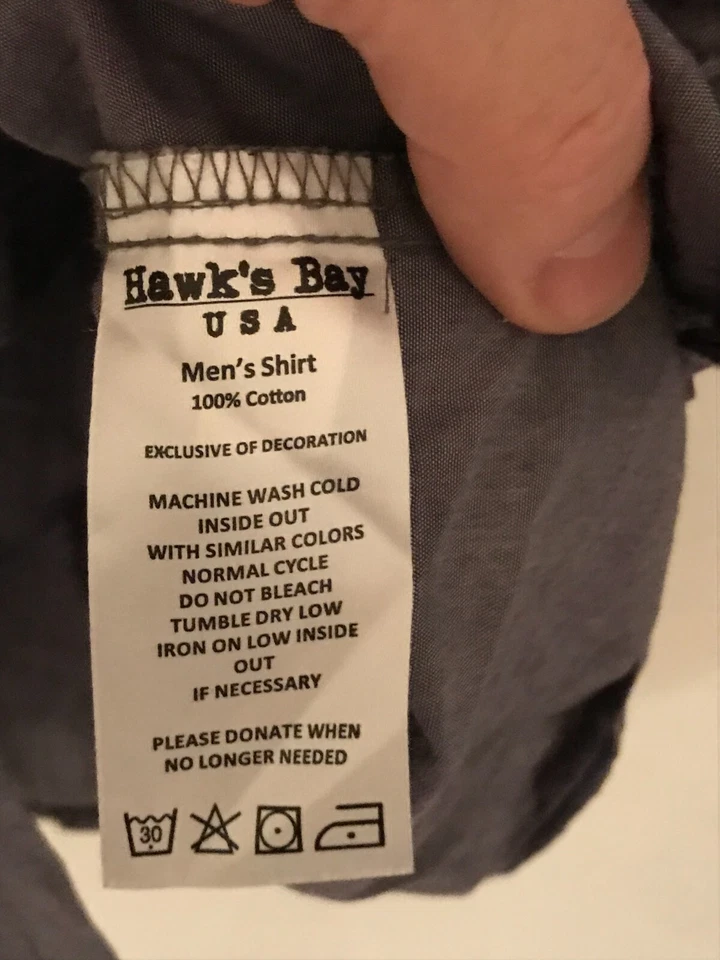 Hawk's Bay
USA
Men's Shirt
100% Cotton
EXCLUSIVE OF DECORATION
MACHINE WASH COLD
INSIDE OUT
WITH SIMILAR COLORS
NORMAL CYCLE
DO NOT BLEACH
TUMBLE DRY LOW
IRON ON LOW INSIDE
OUT
IF NECESSARY
PLEASE DONATE WHEN
NO LONGER NEEDED
30